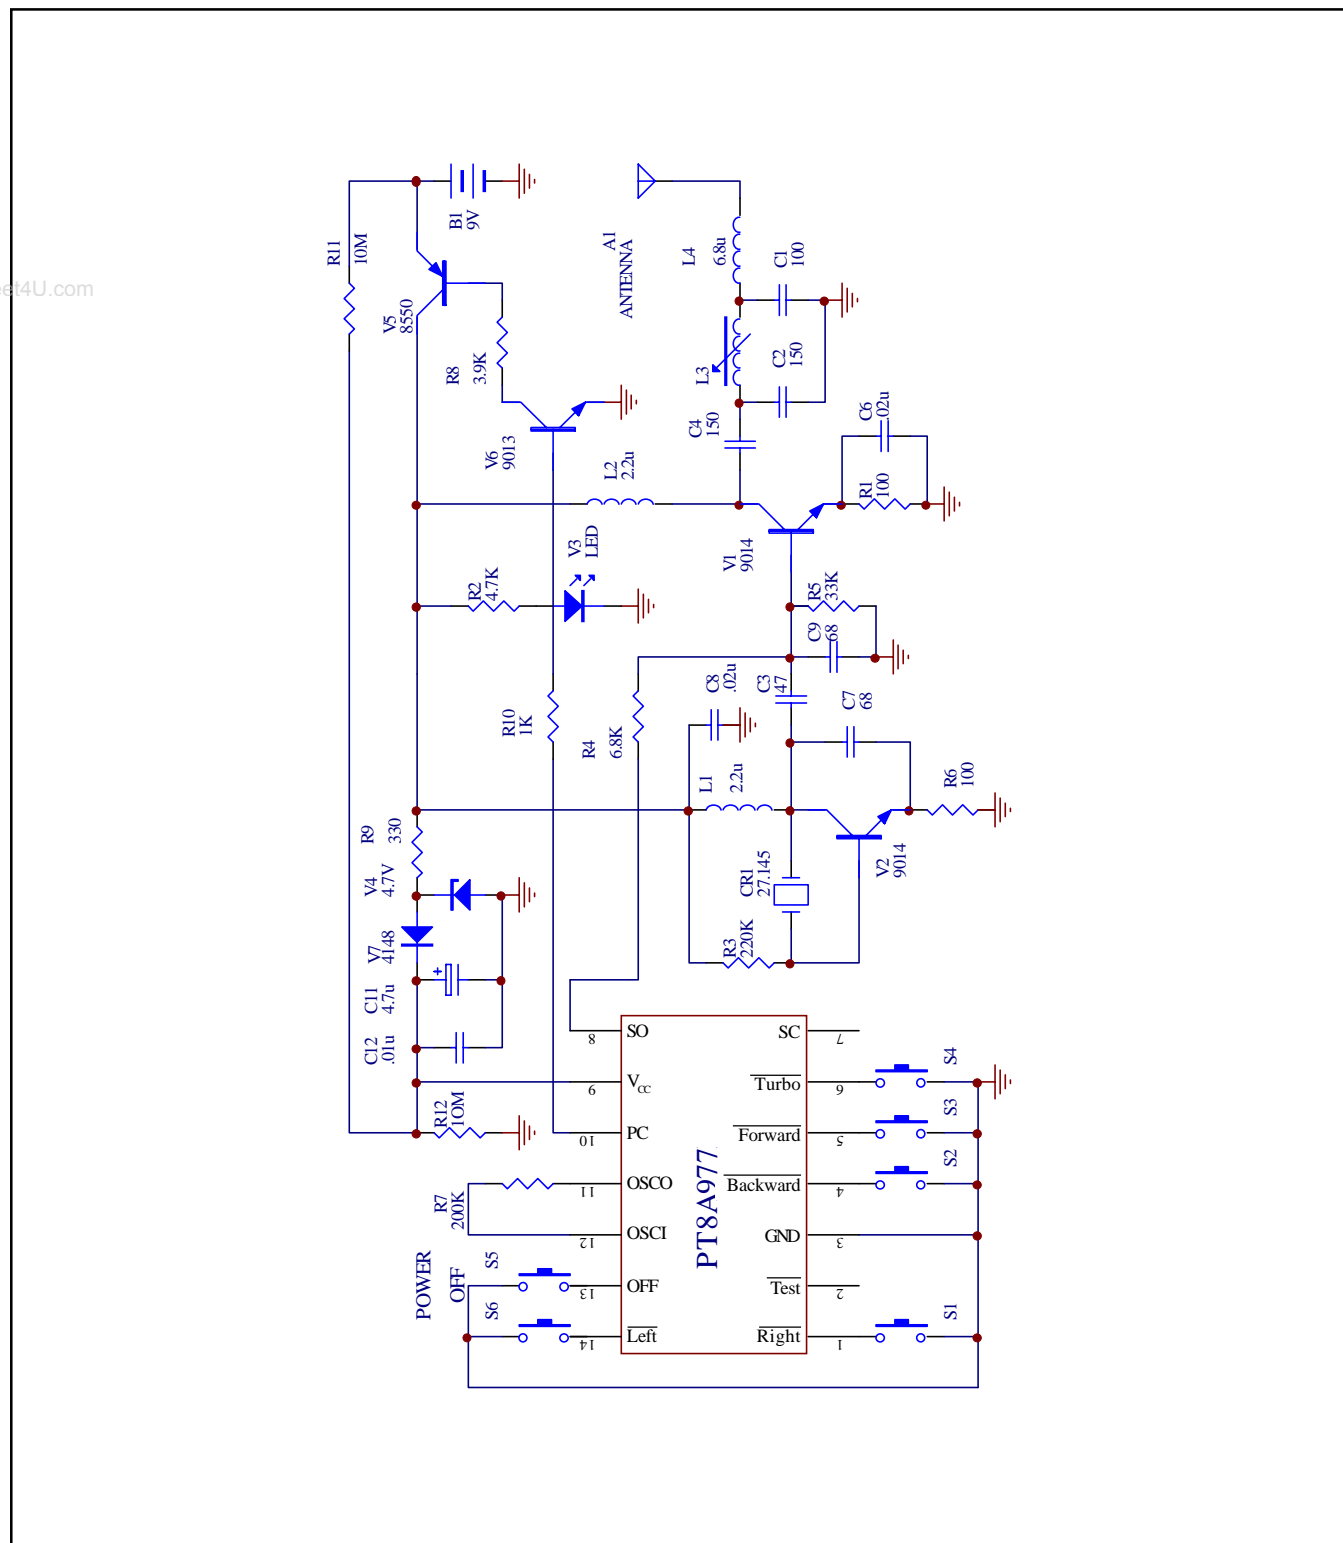 B1
9V
R11
10M
A1
ANTENNA
L4
6.8u
C1
100
eet4U.com
V5
8550
R8
3.9K
L3
C2
150
C4
150
C6
.02u
V6
9013
L2
2.2u
R1
100
V1
9014
V3
LED
R2
4.7K
R5
33K
C9
68
C8
.02u
C3
47
C7
68
R10
1K
R4
6.8K
L1
2.2u
R6
100
R9
330
V4
4.7V
CR1
27.145
V2
9014
V7
4148
R3
220K
C11
4.7u
+
C12
.01u
8
SO
SC
7
S4
9
VCC
Turbo
6
R12
1OM
S3
10
PC
Forward
5
S2
11
OSCO
Backward
4
R7
200K
PT8A977
12
OSCI
GND
3
POWER
OFF
S5
13
OFF
Test
2
S6
14
Left
Right
1
S1